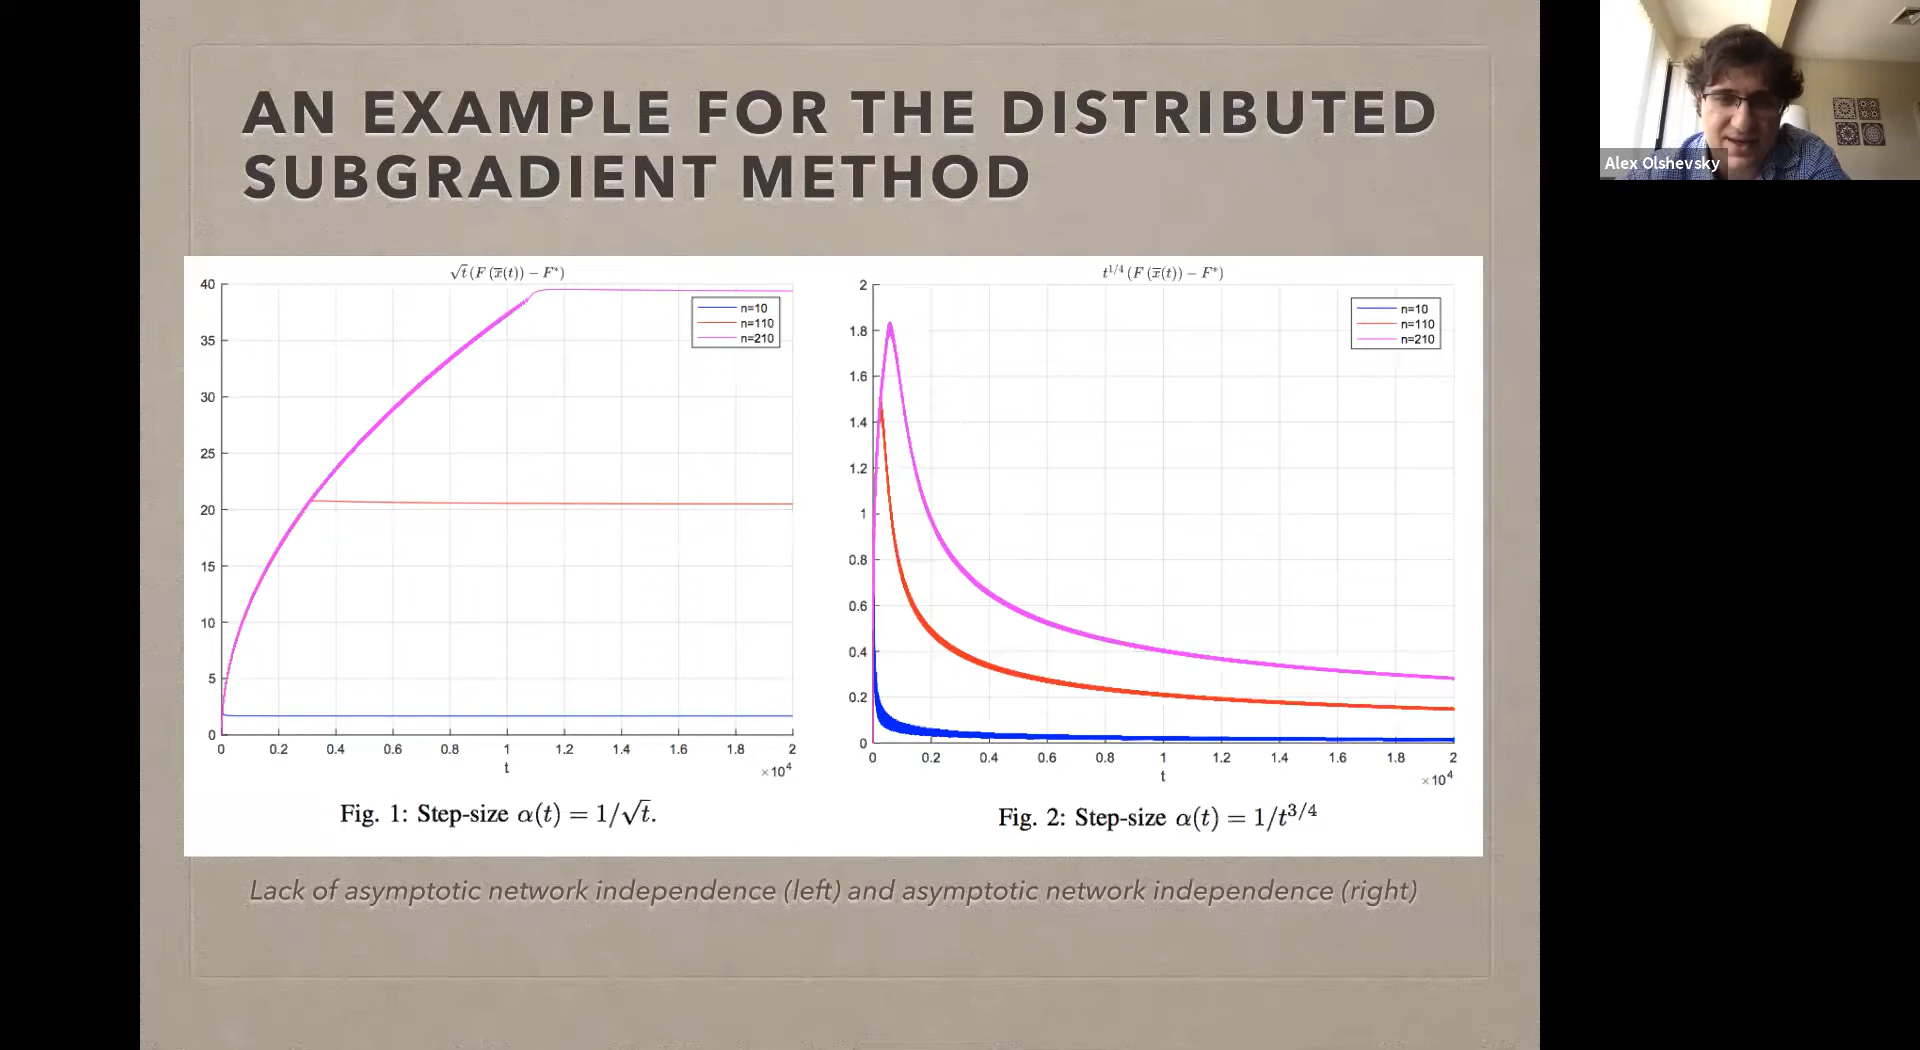 AN EXAMPLE FOR THE DISTRIBUTED
SUBGRADIENT METHOD
Alex Olshevsky
√t (F (x̅(t)) − F*)
40
35
30
25
20
15
10
5
0
0 0.2 0.4 0.6 0.8 1 1.2 1.4 1.6 1.8 2
t
×10⁴
n=10
n=110
n=210
Fig. 1: Step-size α(t) = 1/√t.
t^{1/4} (F (x̅(t)) − F*)
2
1.8
1.6
1.4
1.2
1
0.8
0.6
0.4
0.2
0
0 0.2 0.4 0.6 0.8 1 1.2 1.4 1.6 1.8 2
t
×10⁴
n=10
n=110
n=210
Fig. 2: Step-size α(t) = 1/t^{3/4}
Lack of asymptotic network independence (left) and asymptotic network independence (right)